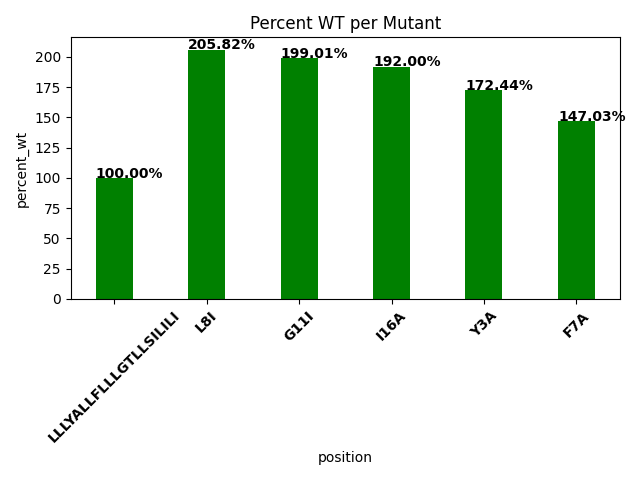 Percent WT per Mutant
percent_wt
200
175
150
125
100
75
50
25
0
100.00%
205.82%
199.01%
192.00%
172.44%
147.03%
LLLYALLFLLLGTLLSILILI
L8I
G11I
I16A
Y3A
F7A
position